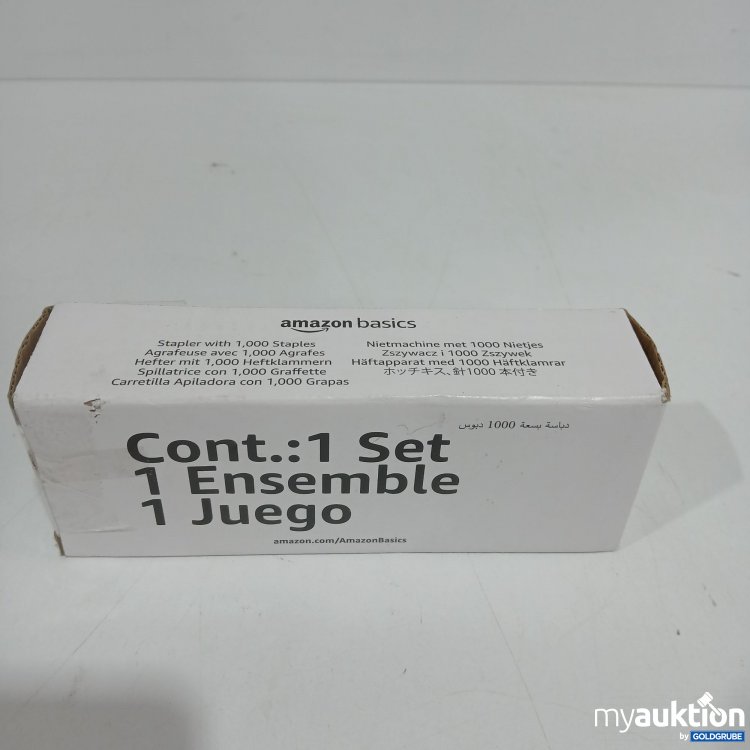 amazon basics
Stapler with 1,000 Staples
Agrafeuse avec 1,000 Agrafes
Hefter mit 1,000 Heftklammern
Spillatrice con 1,000 Graffette
Carretilla Apiladora con 1,000 Grapas
Nietmachine met 1000 Nietjes
Zszywacz i 1000 Zszywek
Häftapparat med 1000 Häftklamrar
ホッチキス、針1000 本付き
دباسة بسعة 1000 دبوس
Cont.:1 Set
1 Ensemble
1 Juego
amazon.com/AmazonBasics
myauktion
by GOLDGRUBE